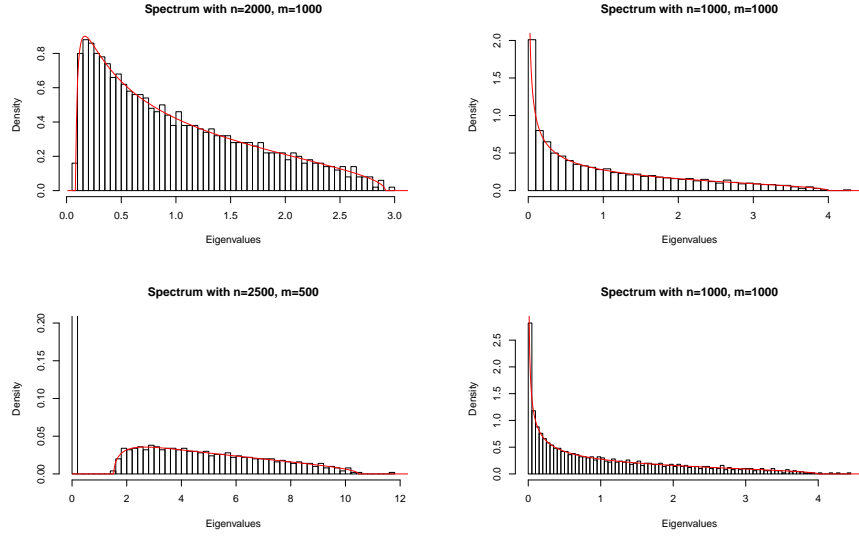 Spectrum with n=2000, m=1000
Density
0.0 0.2 0.4 0.6 0.8
0.0 0.5 1.0 1.5 2.0 2.5 3.0
Eigenvalues
Spectrum with n=1000, m=1000
Density
0.0 0.5 1.0 1.5 2.0
0 1 2 3 4
Eigenvalues
Spectrum with n=2500, m=500
Density
0.00 0.05 0.10 0.15 0.20
0 2 4 6 8 10 12
Eigenvalues
Spectrum with n=1000, m=1000
Density
0.0 0.5 1.0 1.5 2.0 2.5
0 1 2 3 4
Eigenvalues